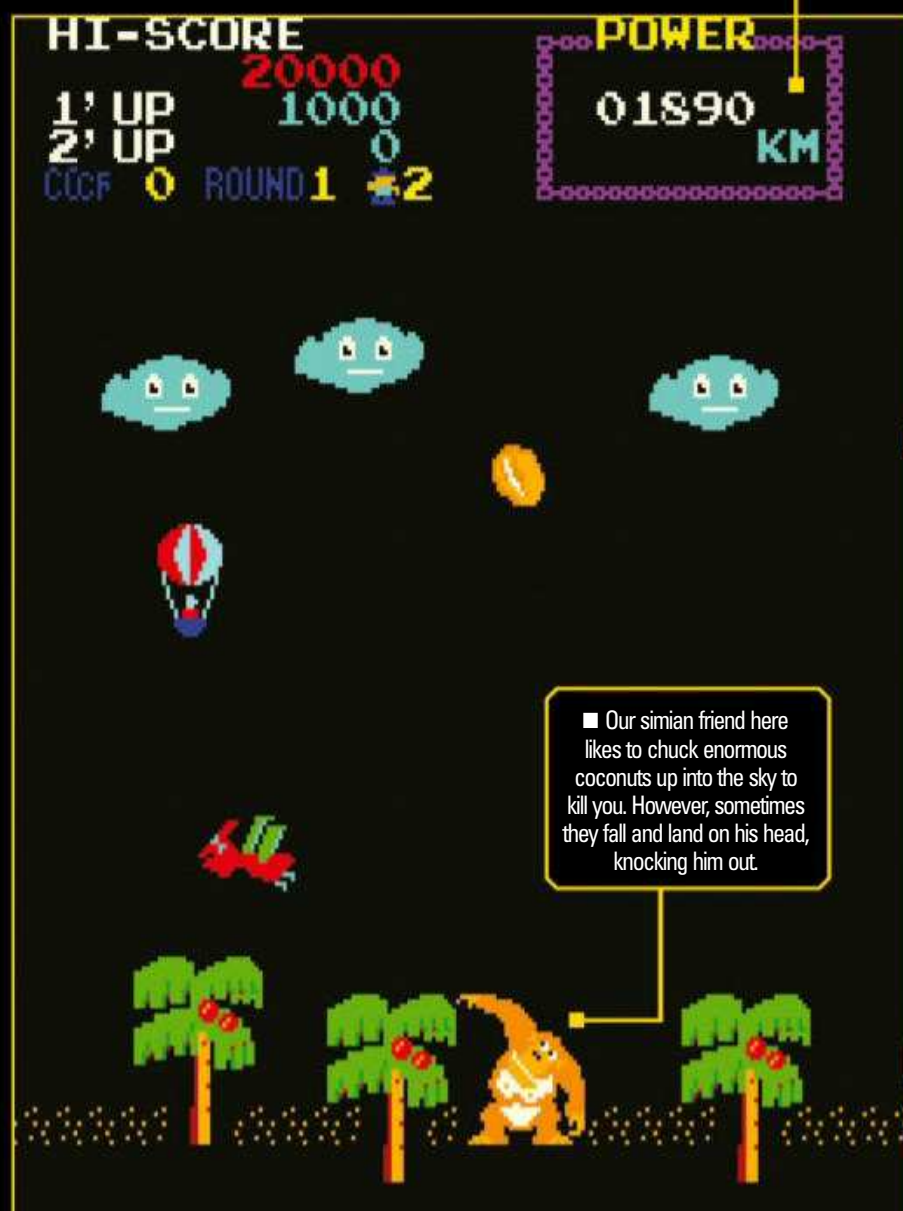 HI-SCORE
20000
1' UP 1000
2' UP 0
0 ROUND 1 2
POWER
01890
KM
■ Our simian friend here
likes to chuck enormous
coconuts up into the sky to
kill you. However, sometimes
they fall and land on his head,
knocking him out.